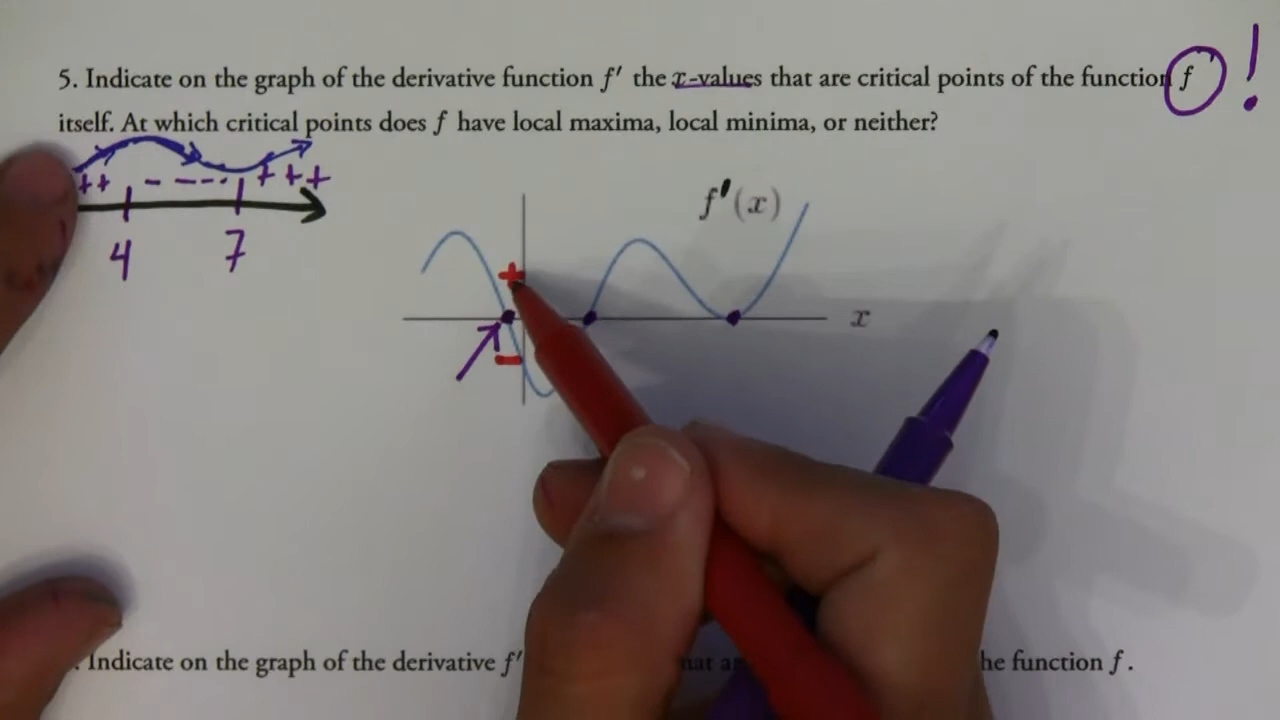 5. Indicate on the graph of the derivative function f′ the x-values that are critical points of the function f !
itself. At which critical points does f have local maxima, local minima, or neither?
++ - ---- +++
4 7
f′(x)
+
x
-
Indicate on the graph of the derivative f′ he function f.